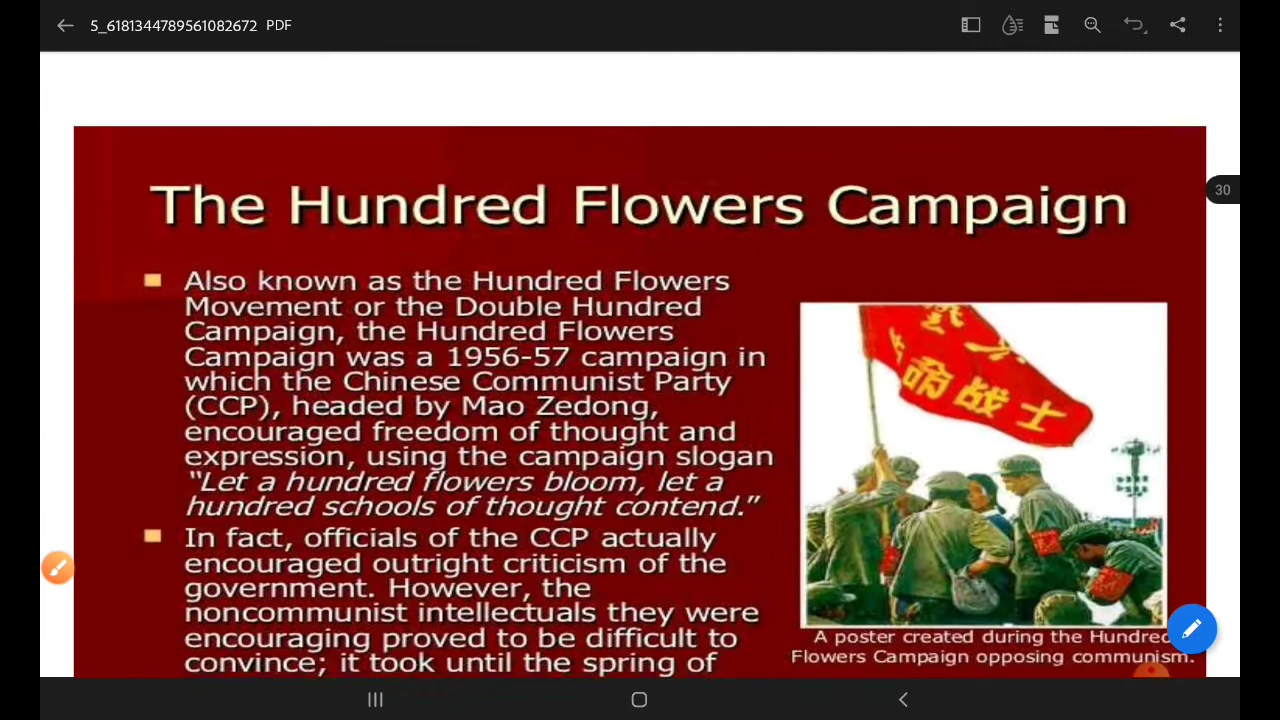 5_6181344789561082672 PDF
30
The Hundred Flowers Campaign
Also known as the Hundred Flowers
Movement or the Double Hundred
Campaign, the Hundred Flowers
Campaign was a 1956-57 campaign in
which the Chinese Communist Party
(CCP), headed by Mao Zedong,
encouraged freedom of thought and
expression, using the campaign slogan
“Let a hundred flowers bloom, let a
hundred schools of thought contend.”
In fact, officials of the CCP actually
encouraged outright criticism of the
government. However, the
noncommunist intellectuals they were
encouraging proved to be difficult to
convince; it took until the spring of
命战士
A poster created during the Hundred
Flowers Campaign opposing communism.